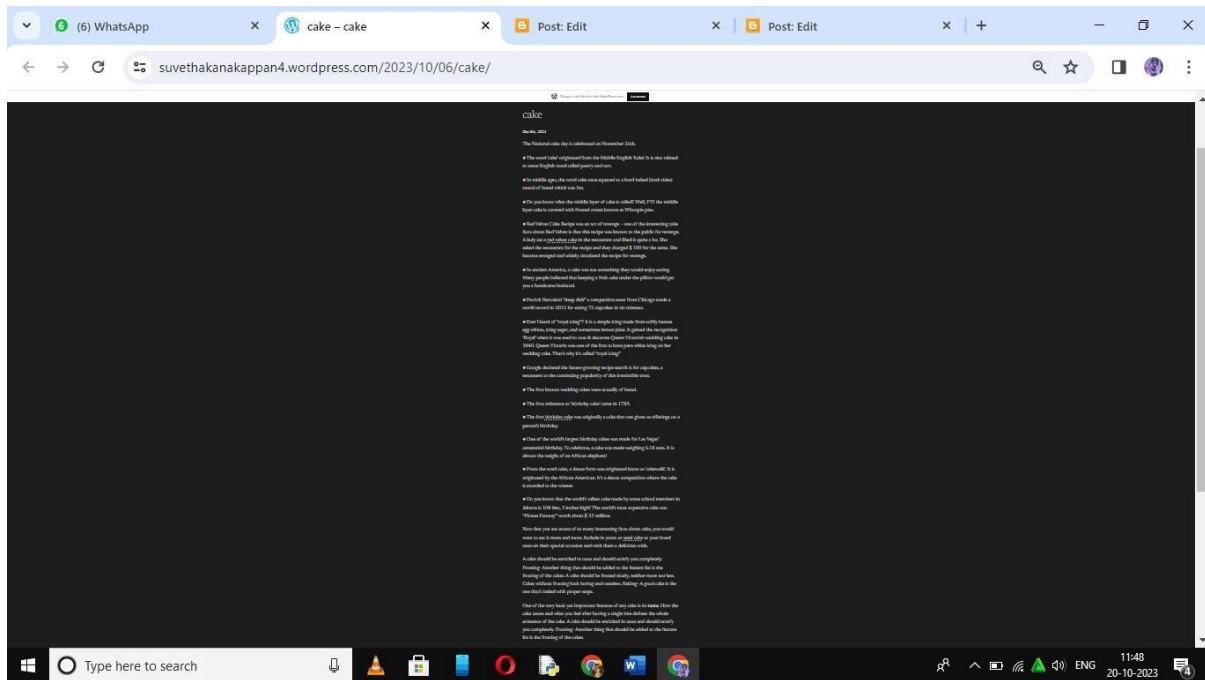 (6) WhatsApp
cake – cake
Post: Edit
Post: Edit
suvethakanakappan4.wordpress.com/2023/10/06/cake/
cake
Oct 6th, 2023
The National cake day is celebrated on November 26th.
● The word 'cake' originated from the Middle English 'kake'. It is also related
to some English word called pastry and tart.
● In middle ages, the word cake once equated to a hard-baked (both sides)
round of bread which was flat.
● Do you know what the middle layer of cake is called? Well, FYI the middle
layer cake is covered with frosted cream known as Whoopie pies.
● Red Velvet Cake Recipe was an act of revenge – one of the interesting cake
facts about Red Velvet is that this recipe was known to the public for revenge.
A lady ate a red velvet cake in the restaurant and liked it quite a lot. She
asked the restaurant for the recipe and they charged $ 100 for the same. She
became enraged and widely circulated the recipe for revenge.
● In ancient America, a cake was not something they would enjoy eating.
Many people believed that keeping a fruit cake under the pillow would get
you a handsome husband.
● Patrick Bertoletti "deep dish" a competitive eater from Chicago made a
world record in 2012 for eating 72 cupcakes in six minutes.
● Ever Heard of "royal icing"? It is a simple icing made from softly beaten
egg whites, icing sugar, and sometimes lemon juice. It gained the recognition
'Royal' when it was used to coat & decorate Queen Victoria's wedding cake in
1840. Queen Victoria was one of the first to have pure white icing on her
wedding cake. That's why it's called "royal icing."
● Google declared the fastest-growing recipe search is for cupcakes, a
testament to the continuing popularity of this irresistible treat.
● The first known wedding cakes were actually of bread.
● The first reference to 'birthday cake' came in 1785.
● The first birthday cake was originally a cake that was given as offerings on a
person's birthday.
● One of the world's largest birthday cakes was made for Las Vegas'
centennial birthday. To celebrate, a cake was made weighing
tons. It is
almost the weight of an African elephant!
● From the word cake, a dance form was originated know as 'cakewalk'. It is
originated by the African American. It's a dance competition where the cake
is awarded to the winner.
● Do you know that the world's tallest cake made by some school members in
Jakarta is 108 feet, 3 inches high? The world's most expensive cake was
"Pirates Fantasy" worth about $ 35 million.
Now that you are aware of so many interesting facts about cake, you would
want to eat it more and more. Include in yours or send cake to your loved
ones on their special occasion and wish them a delicious wish.
A cake should be enriched in taste and should satisfy you completely.
Frosting: Another thing that should be added to the feature list is the
frosting of the cakes. A cake should be frosted nicely, neither more nor less.
Cakes without frosting look boring and tasteless. Baking: A good cake is the
one that's baked with proper steps.
One of the very basic yet important features of any cake is its taste. How the
cake tastes and what you feel after having a single bite defines the whole
existence of the cake. A cake should be enriched in taste and should satisfy
you completely. Frosting: Another thing that should be added to the feature
list is the frosting of the cakes.
Type here to search
ENG
11:48
20-10-2023